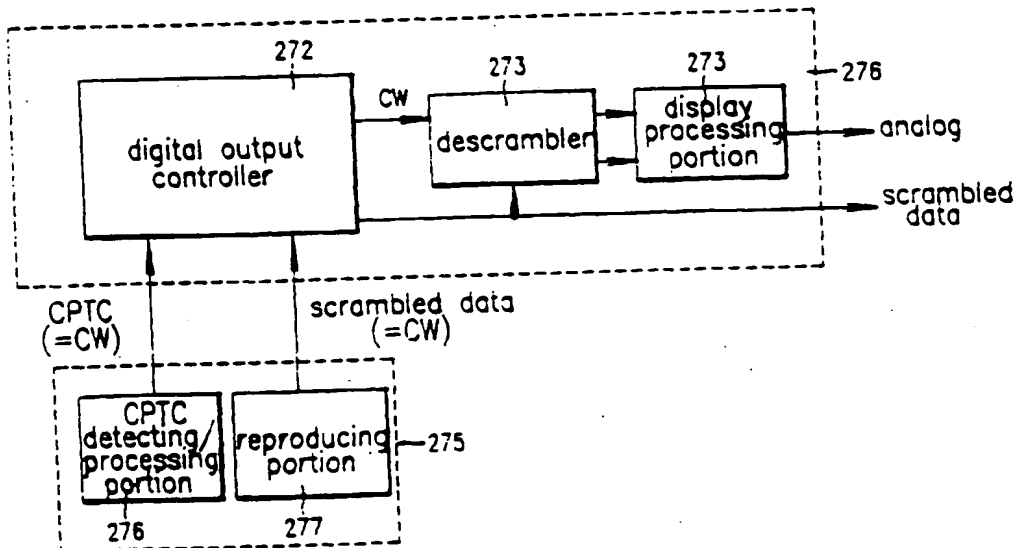 272
273
273
276
CW
digital output
controller
descrambler
display
processing
portion
analog
scrambled
data
CPTC
(=CW)
scrambled data
(=CW)
CPTC
detecting/
processing
portion
reproducing
portion
275
276
277